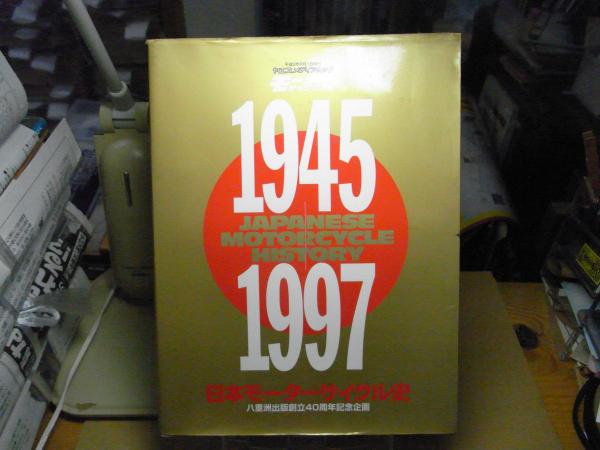 1945
JAPANESE
MOTORCYCLE
HISTORY
1997
日本モーターサイクル史
八重洲出版創立40周年記念企画